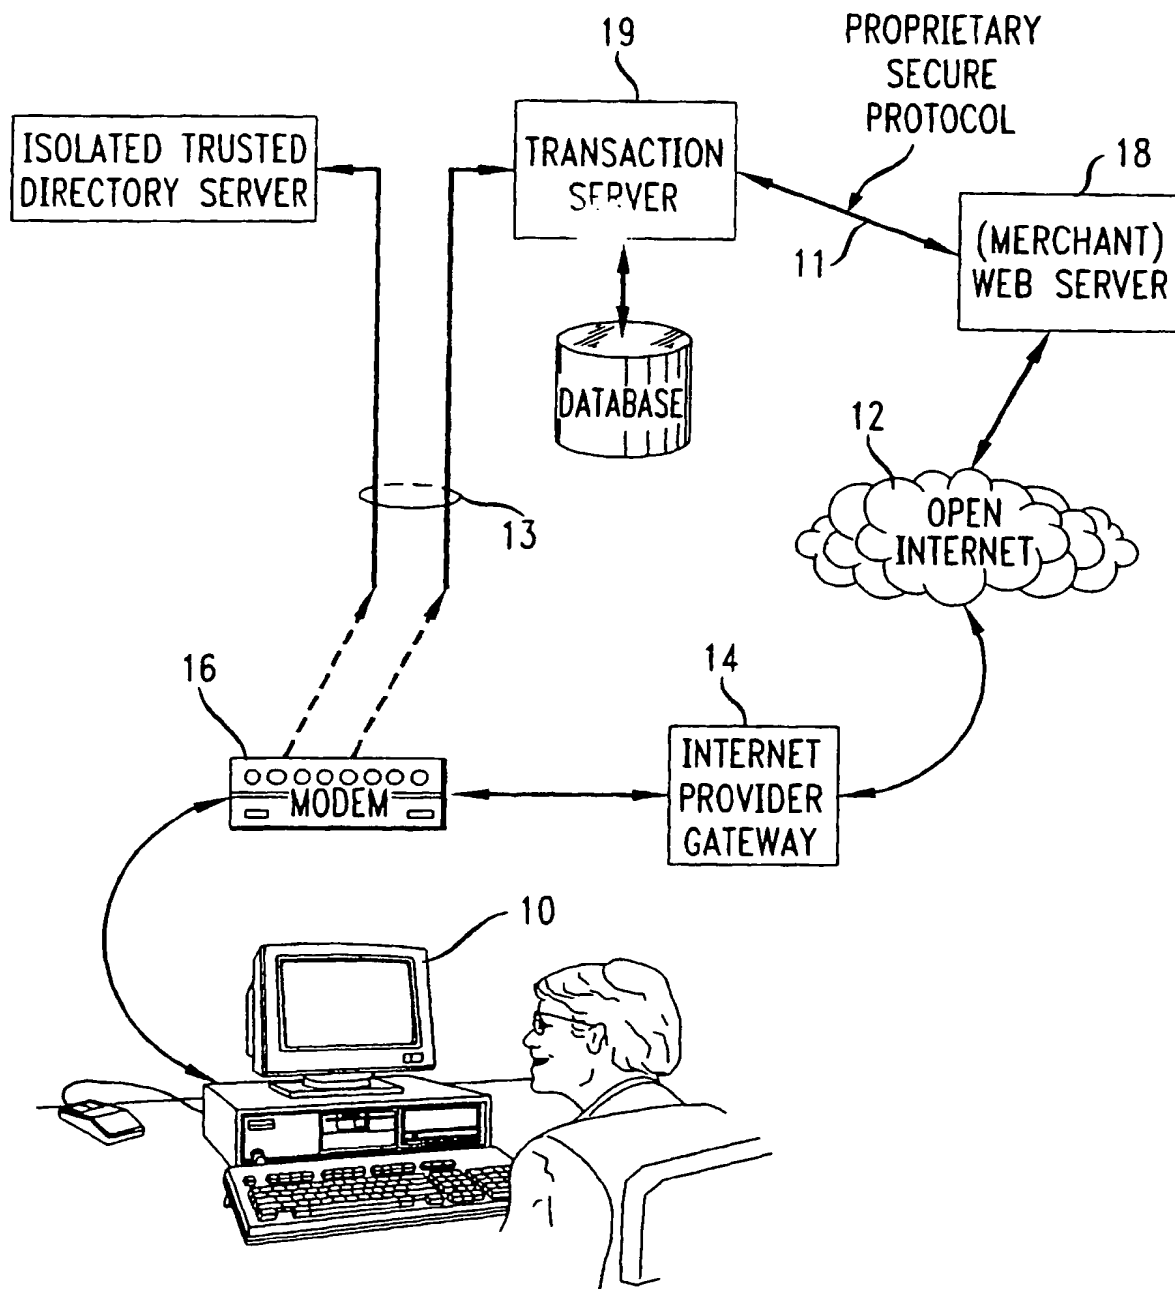 19
PROPRIETARY
SECURE
PROTOCOL
ISOLATED TRUSTED
DIRECTORY SERVER
TRANSACTION
SERVER
18
11
(MERCHANT)
WEB SERVER
DATABASE
12
OPEN
INTERNET
13
16
14
MODEM
INTERNET
PROVIDER
GATEWAY
10